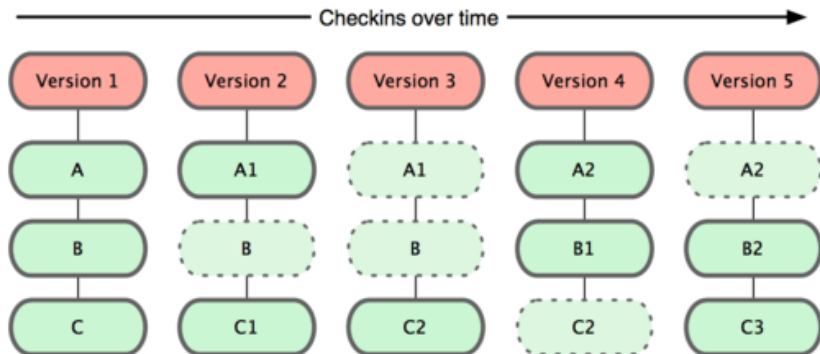 Checkins over time
Version 1 Version 2 Version 3 Version 4 Version 5
A A1 A1 A2 A2
B B B B1 B2
C C1 C2 C2 C3